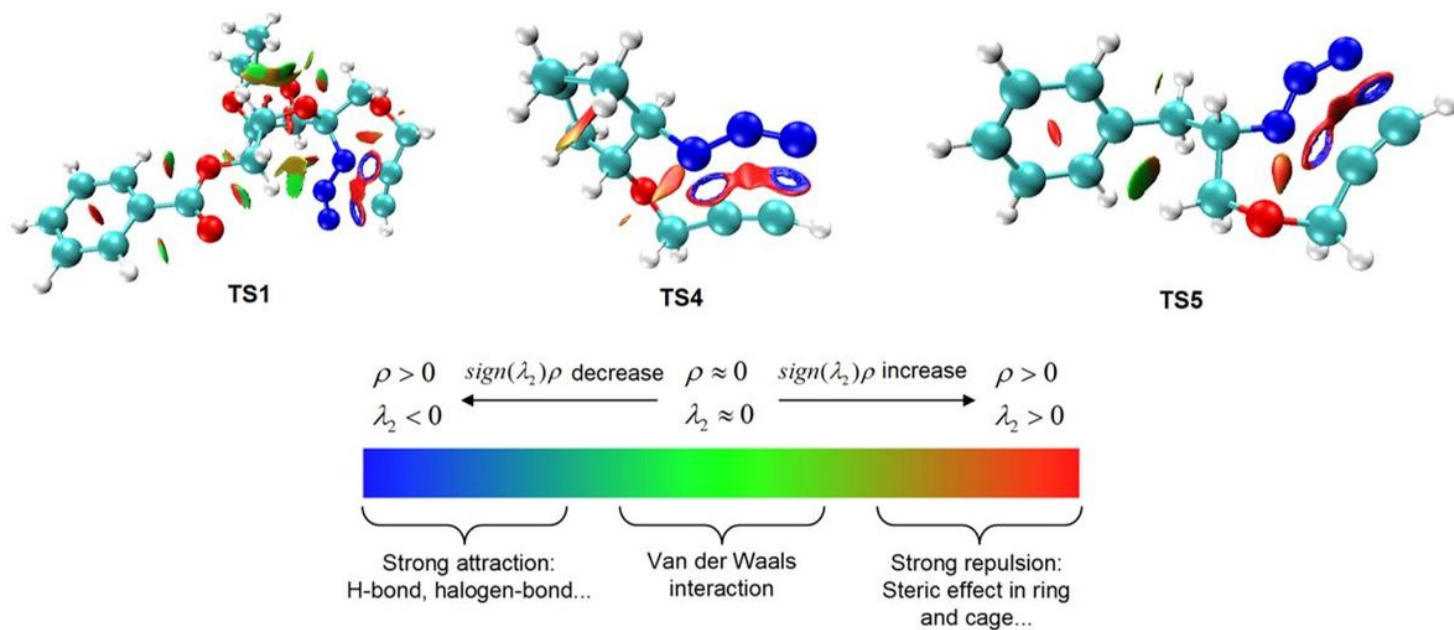 TS1
TS4
TS5
ρ > 0
sign(λ₂)ρ decrease
ρ ≈ 0
sign(λ₂)ρ increase
ρ > 0
λ₂ < 0
λ₂ ≈ 0
λ₂ > 0
Strong attraction:
H-bond, halogen-bond...
Van der Waals
interaction
Strong repulsion:
Steric effect in ring
and cage...